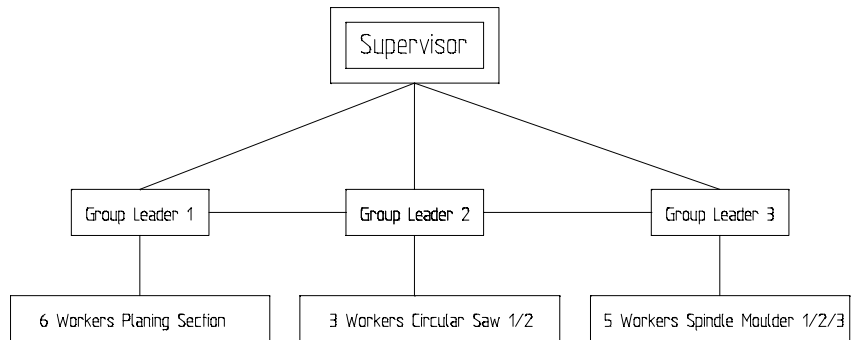 Supervisor
Group Leader 1
Group Leader 2
Group Leader 3
6 Workers Planing Section
3 Workers Circular Saw 1/2
5 Workers Spindle Moulder 1/2/3